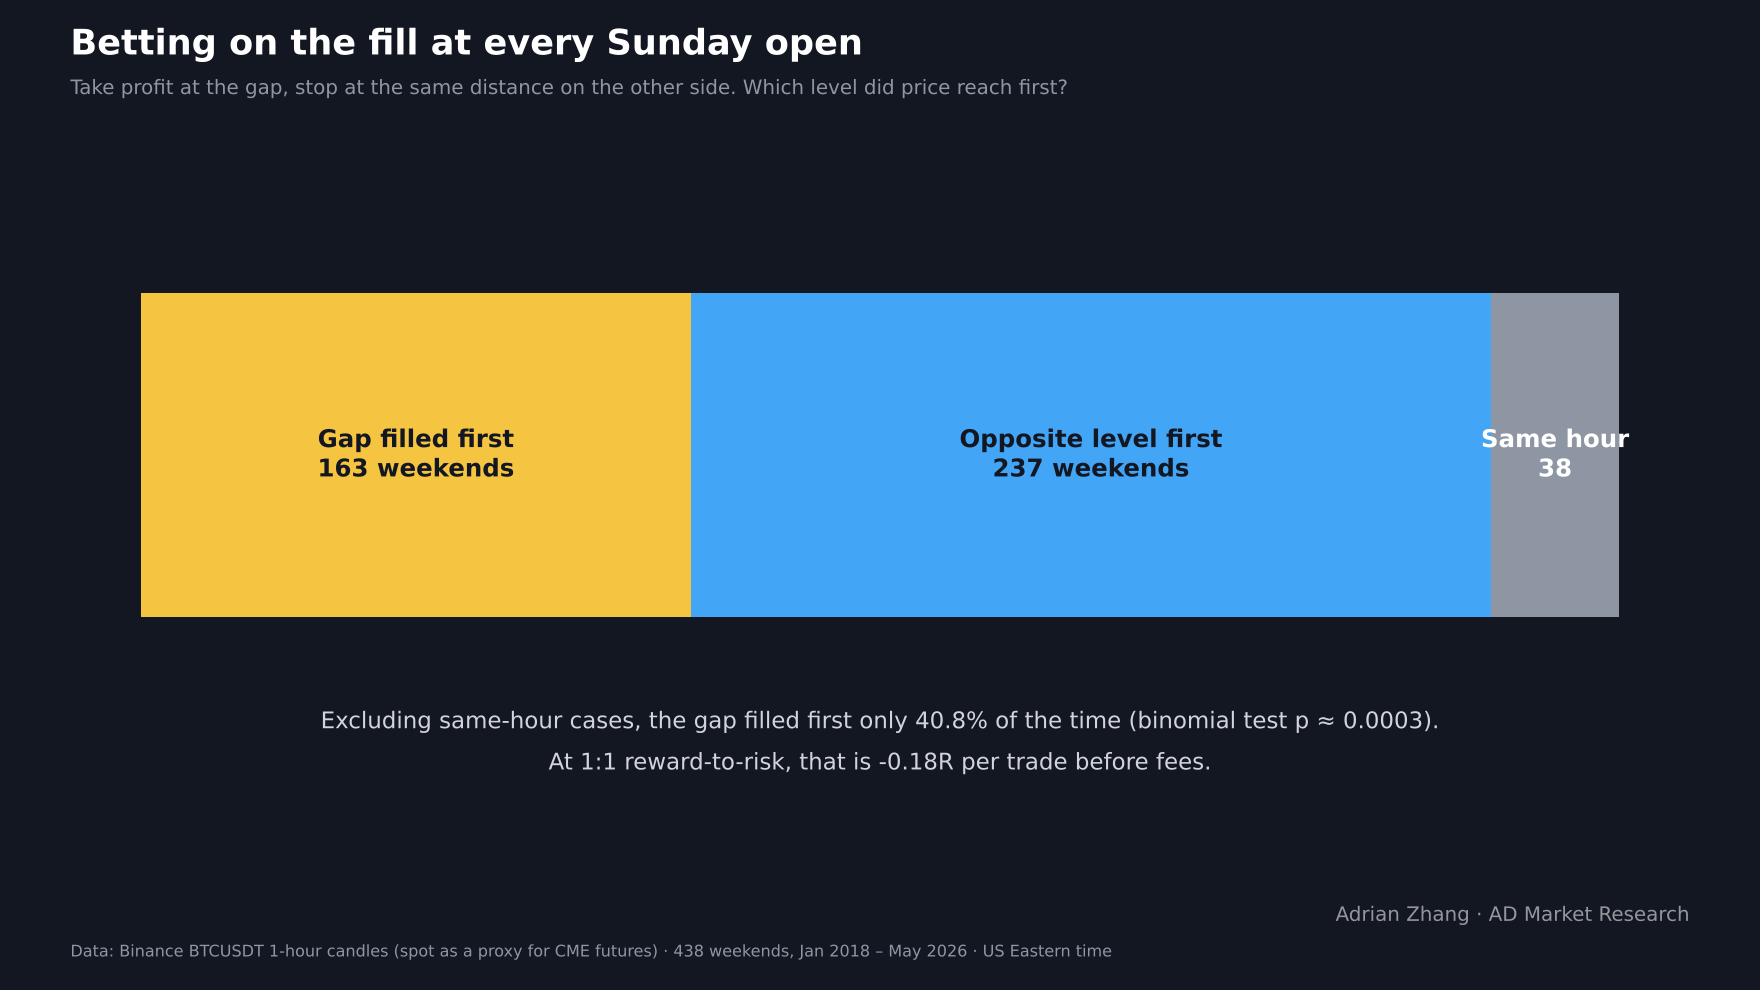 Betting on the fill at every Sunday open
Take profit at the gap, stop at the same distance on the other side. Which level did price reach first?
Gap filled first
163 weekends
Opposite level first
237 weekends
Same hour
38
Excluding same-hour cases, the gap filled first only 40.8% of the time (binomial test p ≈ 0.0003).
At 1:1 reward-to-risk, that is -0.18R per trade before fees.
Adrian Zhang · AD Market Research
Data: Binance BTCUSDT 1-hour candles (spot as a proxy for CME futures) · 438 weekends, Jan 2018 – May 2026 · US Eastern time